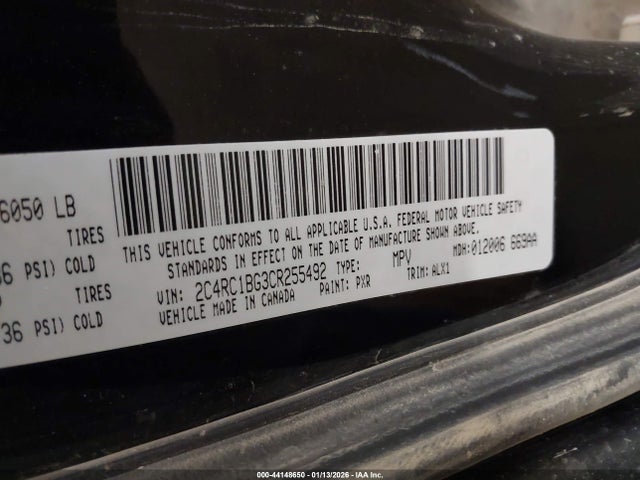 6050 LB
TIRES
36 PSI) COLD
TIRES
36 PSI) COLD
THIS VEHICLE CONFORMS TO ALL APPLICABLE U.S.A. FEDERAL MOTOR VEHICLE SAFETY
STANDARDS IN EFFECT ON THE DATE OF MANUFACTURE SHOWN ABOVE.
VIN: 2C4RC1BG3CR255492 TYPE: MPV MDH: 012006 669AA
VEHICLE MADE IN CANADA PAINT: PXR TRIM: ALX1
000-44148650 - 01/13/2026 - IAA Inc.